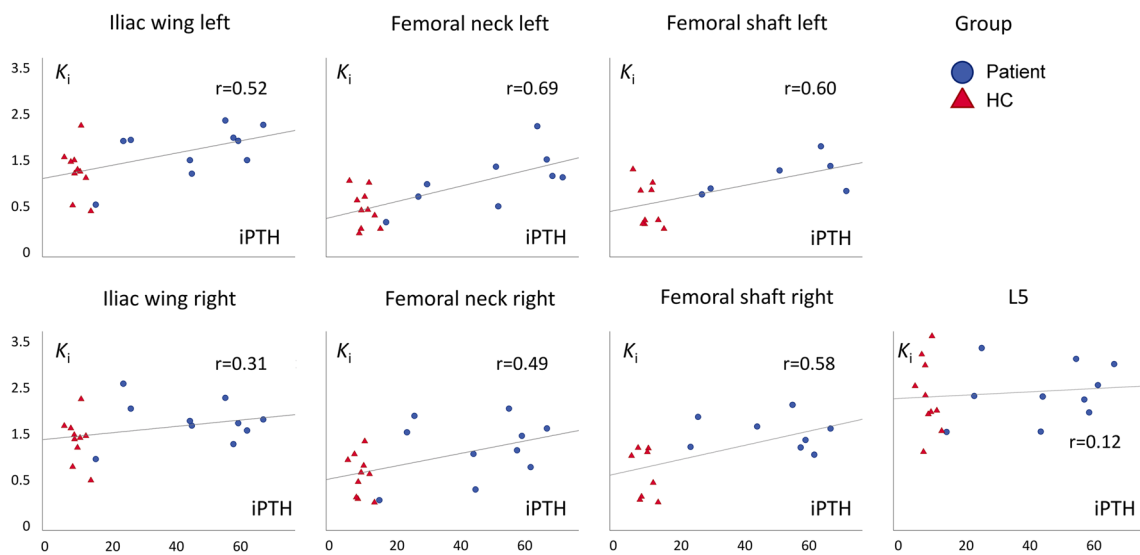 Iliac wing left
Femoral neck left
Femoral shaft left
Group
3.5
2.5
1.5
0.5
0
Ki
r=0.52
iPTH
Ki
r=0.69
iPTH
Ki
r=0.60
iPTH
Patient
HC
Iliac wing right
Femoral neck right
Femoral shaft right
L5
3.5
2.5
1.5
0.5
0
Ki
r=0.31
iPTH
Ki
r=0.49
iPTH
Ki
r=0.58
iPTH
Ki
r=0.12
iPTH
0 20 40 60
0 20 40 60
0 20 40 60
0 20 40 60